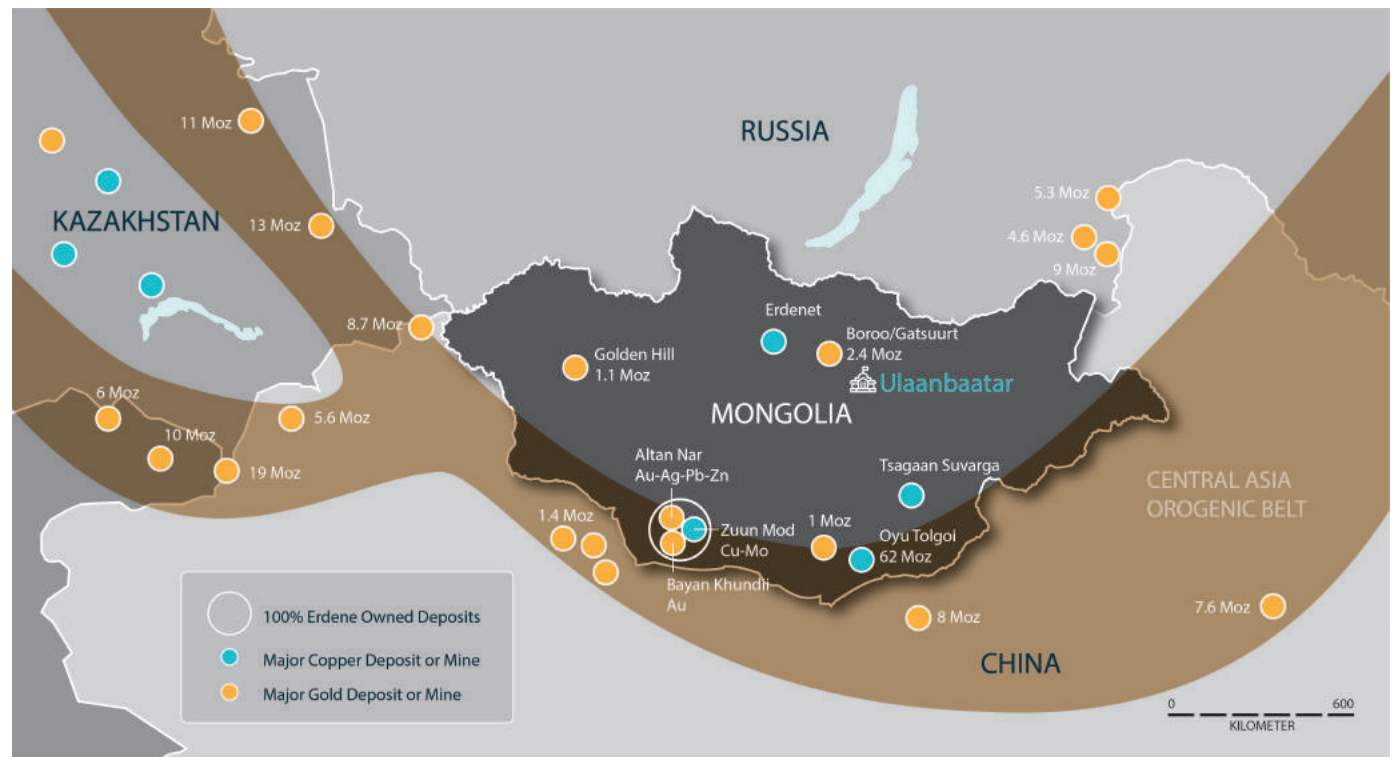 RUSSIA
11 Moz
KAZAKHSTAN
13 Moz
5.3 Moz
4.6 Moz
9 Moz
8.7 Moz
Erdenet
Boroo/Gatsuurt
2.4 Moz
Golden Hill
1.1 Moz
Ulaanbaatar
MONGOLIA
6 Moz
5.6 Moz
10 Moz
19 Moz
Altan Nar
Au-Ag-Pb-Zn
Tsagaan Suvarga
CENTRAL ASIA
OROGENIC BELT
1.4 Moz
Zuun Mod
Cu-Mo
1 Moz
Oyu Tolgoi
62 Moz
Bayan Khundii
Au
8 Moz
7.6 Moz
CHINA
100% Erdene Owned Deposits
Major Copper Deposit or Mine
Major Gold Deposit or Mine
0 600
KILOMETER